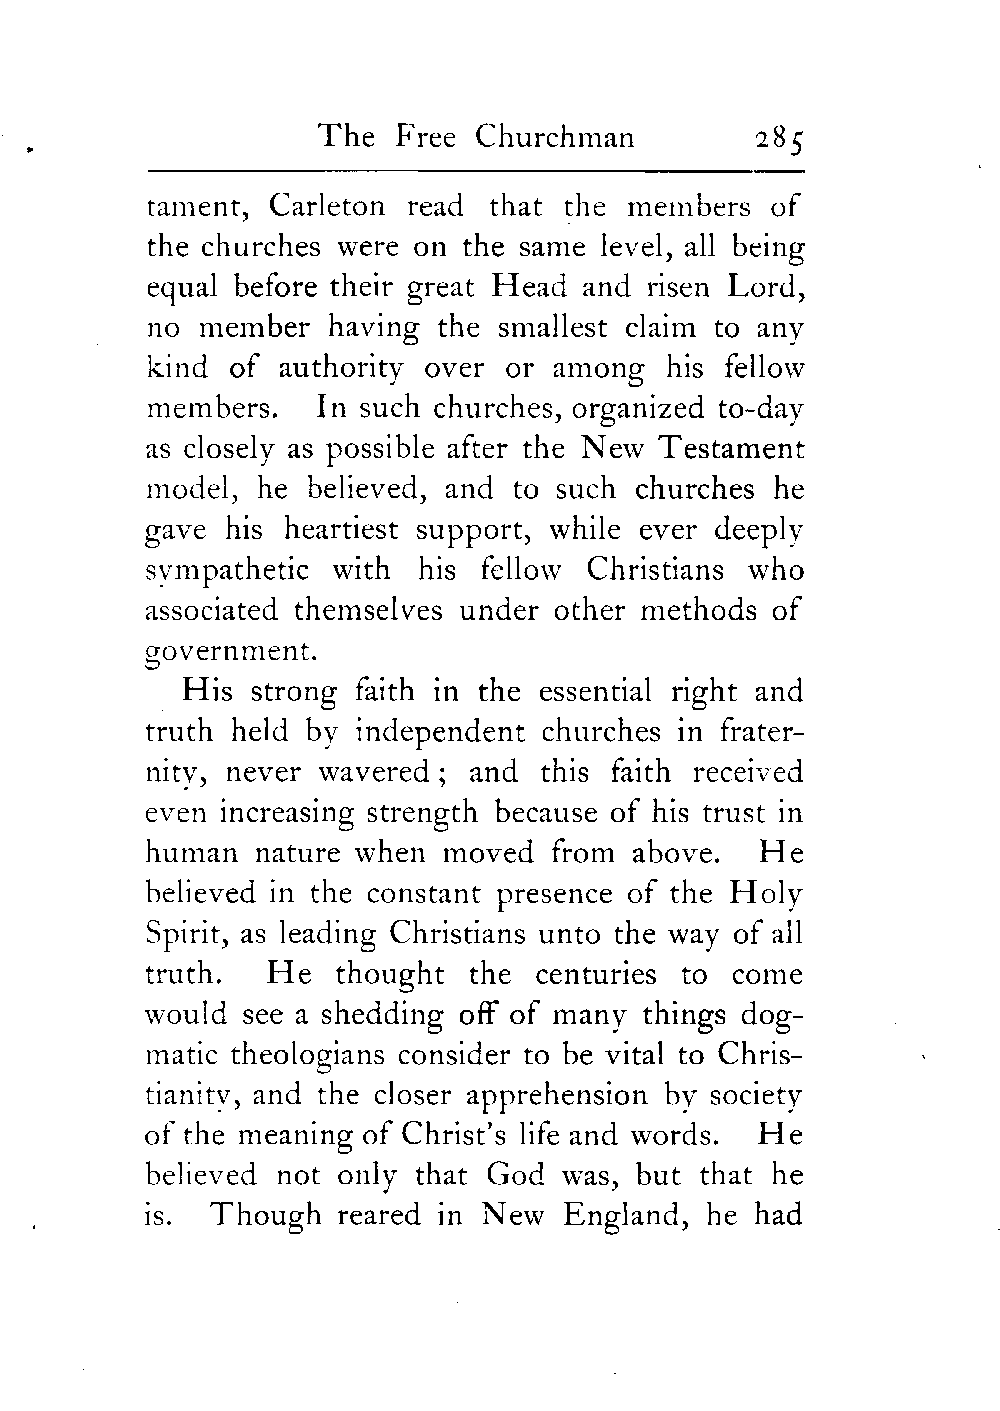 The Free Churchman 285
tament, Carleton read that the members of
the churches were on the same level, all being
equal before their great Head and risen Lord,
no member having the smallest claim to any
kind of authority over or among his fellow
members. In such churches, organized to-day
as closely as possible after the New Testament
model, he believed, and to such churches he
gave his heartiest support, while ever deeply
sympathetic with his fellow Christians who
associated themselves under other methods of
government.
His strong faith in the essential right and
truth held by independent churches in frater-
nity, never wavered; and this faith received
even increasing strength because of his trust in
human nature when moved from above. He
believed in the constant presence of the Holy
Spirit, as leading Christians unto the way of all
truth. He thought the centuries to come
would see a shedding off of many things dog-
matic theologians consider to be vital to Chris-
tianity, and the closer apprehension by society
of the meaning of Christ's life and words. He
believed not only that God was, but that he
is. Though reared in New England, he had